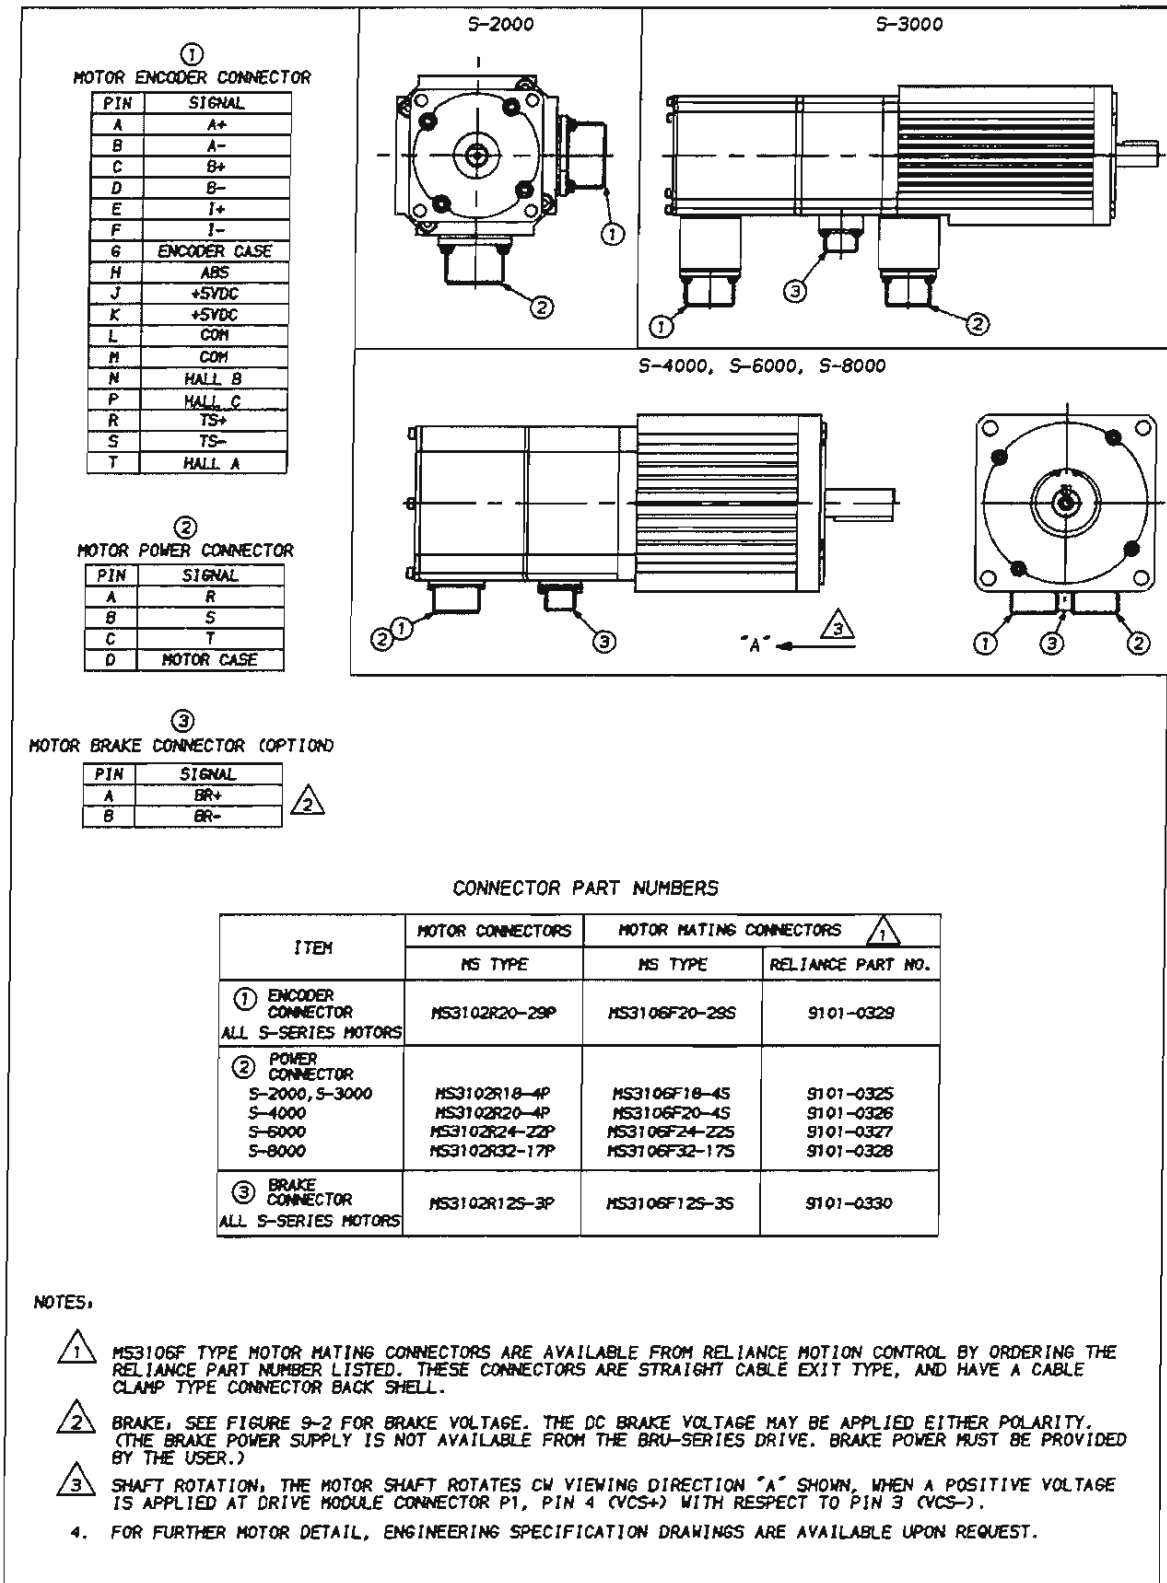 S-2000
S-3000
①
MOTOR ENCODER CONNECTOR
PIN SIGNAL
A A+
B A-
C B+
D B-
E I+
F I-
G ENCODER CASE
H ABS
J +5VDC
K +5VDC
L COM
M COM
N HALL B
P HALL C
R TS+
S TS-
T HALL A
①
②
①
③
②
S-4000, S-6000, S-8000
②
MOTOR POWER CONNECTOR
PIN SIGNAL
A R
B S
C T
D MOTOR CASE
② ① ③ "A" 3 ① ③ ②
③
MOTOR BRAKE CONNECTOR (OPTION)
PIN SIGNAL
A BR+
B BR-
2
CONNECTOR PART NUMBERS
ITEM MOTOR CONNECTORS MOTOR MATING CONNECTORS 1
MS TYPE MS TYPE RELIANCE PART NO.
① ENCODER
CONNECTOR MS3102R20-29P MS3106F20-29S 9101-0329
ALL S-SERIES MOTORS
② POWER
CONNECTOR
S-2000,S-3000 MS3102R18-4P MS3106F18-4S 9101-0325
S-4000 MS3102R20-4P MS3106F20-4S 9101-0326
S-6000 MS3102R24-22P MS3106F24-22S 9101-0327
S-8000 MS3102R32-17P MS3106F32-17S 9101-0328
③ BRAKE
CONNECTOR MS3102R12S-3P MS3106F12S-3S 9101-0330
ALL S-SERIES MOTORS
NOTES:
1 MS3106F TYPE MOTOR MATING CONNECTORS ARE AVAILABLE FROM RELIANCE MOTION CONTROL BY ORDERING THE
RELIANCE PART NUMBER LISTED. THESE CONNECTORS ARE STRAIGHT CABLE EXIT TYPE, AND HAVE A CABLE
CLAMP TYPE CONNECTOR BACK SHELL.
2 BRAKE: SEE FIGURE 9-2 FOR BRAKE VOLTAGE. THE DC BRAKE VOLTAGE MAY BE APPLIED EITHER POLARITY.
(THE BRAKE POWER SUPPLY IS NOT AVAILABLE FROM THE BRU-SERIES DRIVE. BRAKE POWER MUST BE PROVIDED
BY THE USER.)
3 SHAFT ROTATION: THE MOTOR SHAFT ROTATES CW VIEWING DIRECTION "A" SHOWN, WHEN A POSITIVE VOLTAGE
IS APPLIED AT DRIVE MODULE CONNECTOR P1, PIN 4 (VCS+) WITH RESPECT TO PIN 3 (VCS-).
4. FOR FURTHER MOTOR DETAIL, ENGINEERING SPECIFICATION DRAWINGS ARE AVAILABLE UPON REQUEST.